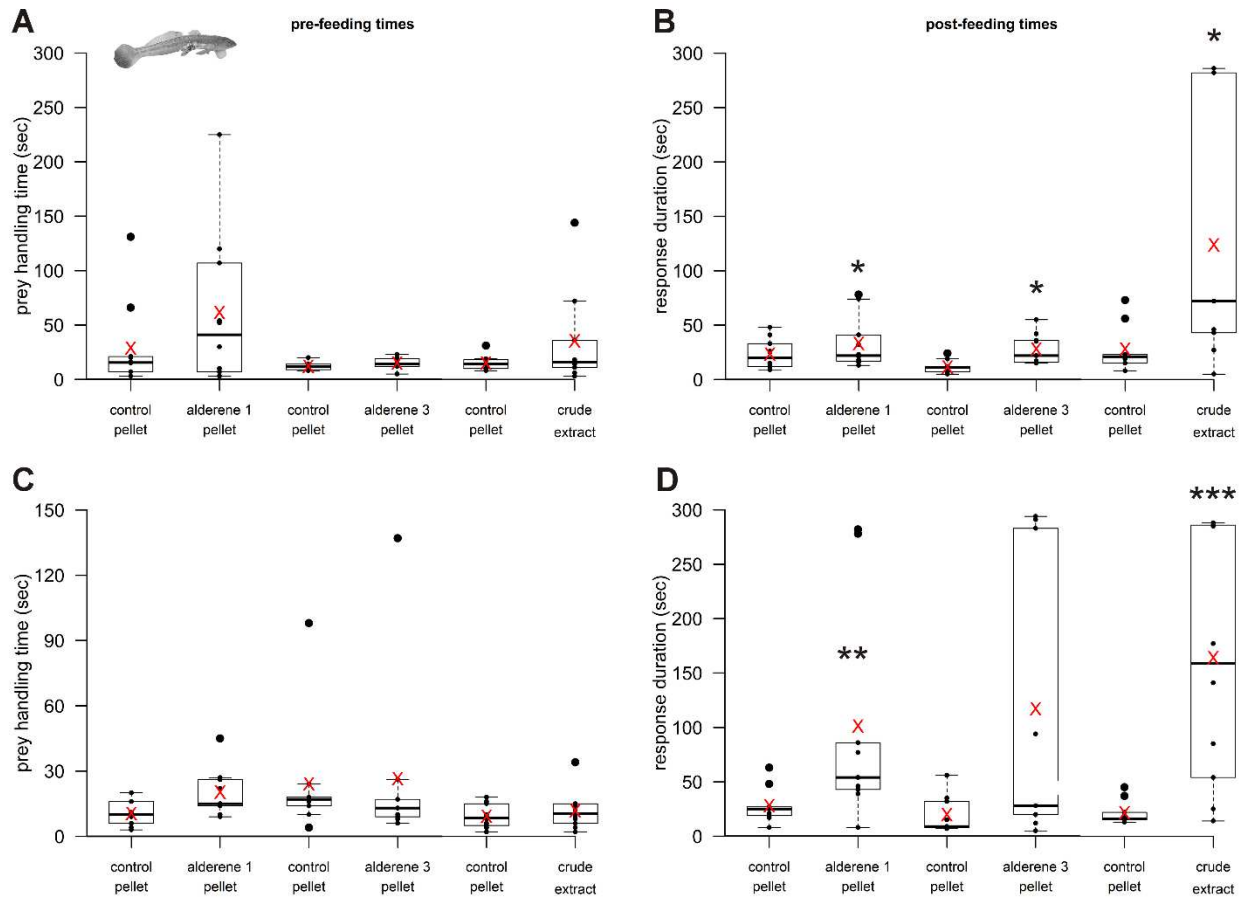 A
pre-feeding times
prey handling time (sec)
300
250
200
150
100
50
0
X
X
X
X
X
X
control
pellet
alderene 1
pellet
control
pellet
alderene 3
pellet
control
pellet
crude
extract
B
post-feeding times
response duration (sec)
300
250
200
150
100
50
0
*
*
*
X
X
X
X
X
X
control
pellet
alderene 1
pellet
control
pellet
alderene 3
pellet
control
pellet
crude
extract
C
prey handling time (sec)
150
120
90
60
30
0
X
X
X
X
X
X
control
pellet
alderene 1
pellet
control
pellet
alderene 3
pellet
control
pellet
crude
extract
D
response duration (sec)
300
250
200
150
100
50
0
**
***
X
X
X
X
X
X
control
pellet
alderene 1
pellet
control
pellet
alderene 3
pellet
control
pellet
crude
extract